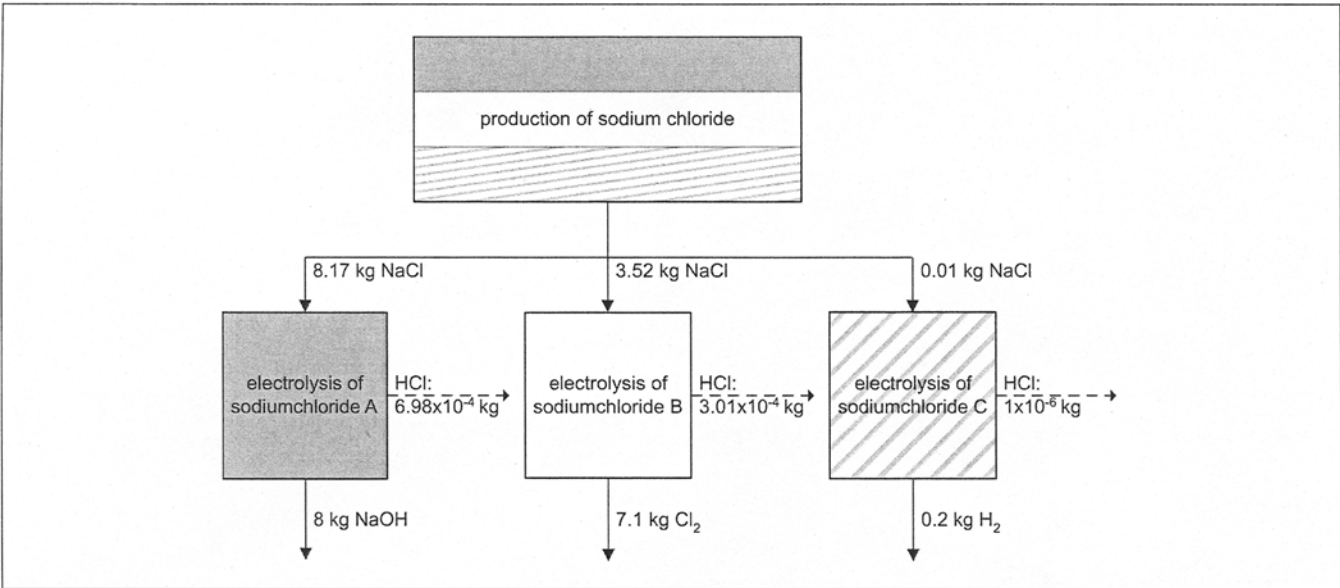 production of sodium chloride
8.17 kg NaCl
3.52 kg NaCl
0.01 kg NaCl
electrolysis of
sodiumchloride A
HCl:
6.98x10⁻⁴ kg
electrolysis of
sodiumchloride B
HCl:
3.01x10⁻⁴ kg
electrolysis of
sodiumchloride C
HCl:
1x10⁻⁶ kg
8 kg NaOH
7.1 kg Cl₂
0.2 kg H₂